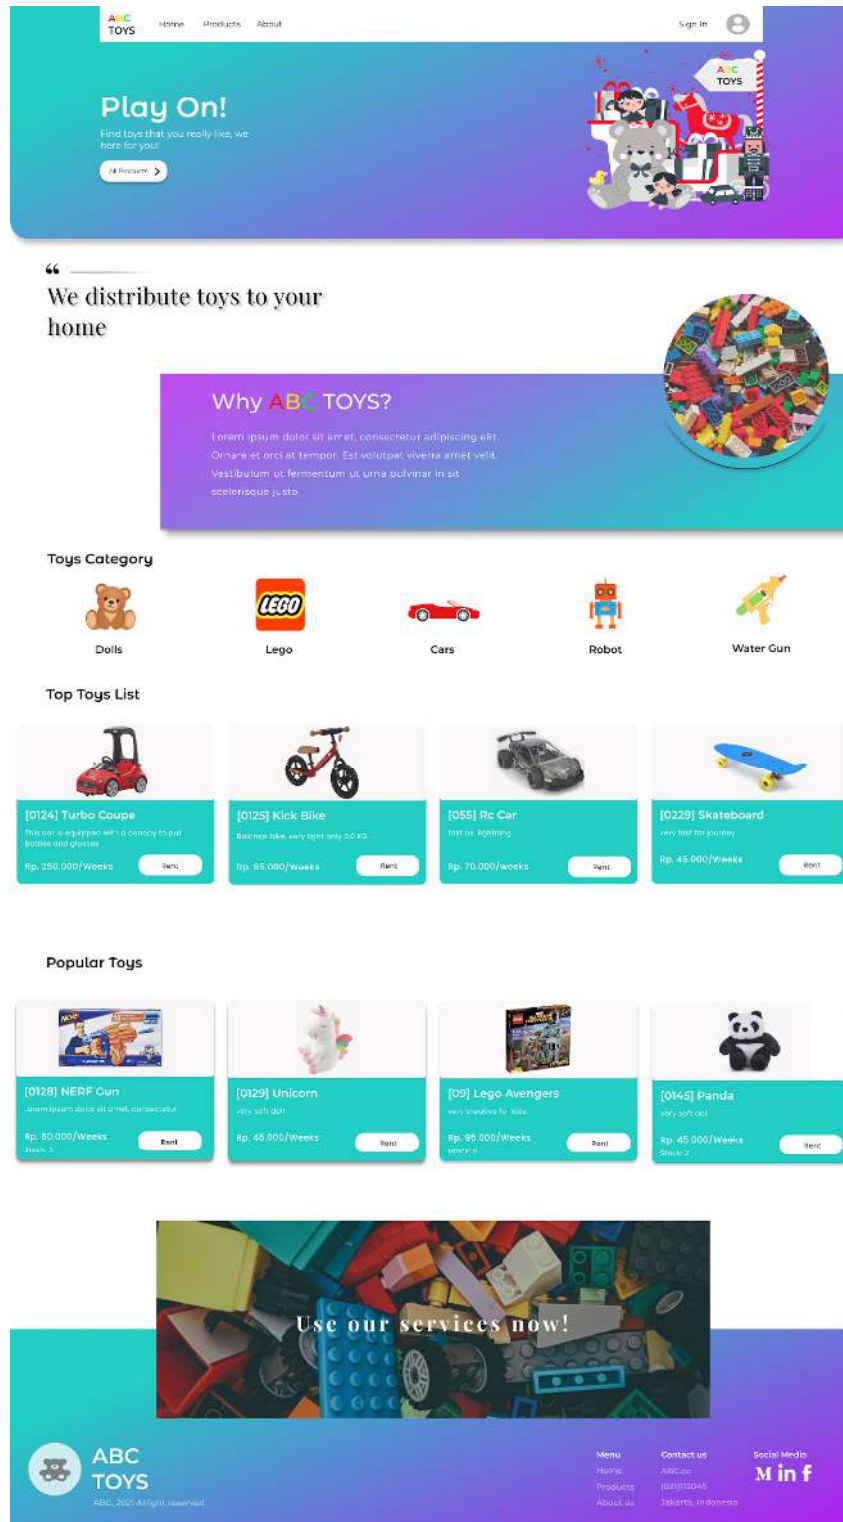 ABC
TOYS
Home Products About
Sign In
ABC
TOYS
Play On!
Find toys that you really like, we
here for you!
All Products
“
We distribute toys to your
home
Why ABC TOYS?
Lorem ipsum dolor sit amet, consectetur adipiscing elit.
Ornare et orci at tempor. Est volutpat viverra amet velit.
Vestibulum ut fermentum ut urna pulvinar in sit
scelerisque justo
Toys Category
LEGO
Dolls
Lego
Cars
Robot
Water Gun
Top Toys List
[0124] Turbo Coupe
This car is equipped with a canopy to put
bottles and glasses
Rp. 250.000/Weeks
Rent
[0125] Kick Bike
Balance bike, very light only
Rp. 65.000/Weeks
Rent
[055] Rc Car
fast as lightning
Rp. 70.000/weeks
Rent
[0229] Skateboard
very fast for journey
Rp. 45.000/Weeks
Rent
Popular Toys
NERF
[0128] NERF Gun
Lorem ipsum dolor sit amet, consectetur
Rp. 50.000/Weeks
Rent
[0129] Unicorn
very soft doll
Rp. 45.000/Weeks
Rent
[09] Lego Avengers
very creative for kids
Rp. 95.000/Weeks
Rent
[0145] Panda
very soft doll
Rp. 45.000/Weeks
Stock: 2
Rent
Use our services now!
ABC
TOYS
ABC, 2021 Alright reserved
Menu
Home
Products
About us
Contact us
ABC.co
Jakarta, Indonesia
Social Media
M in f